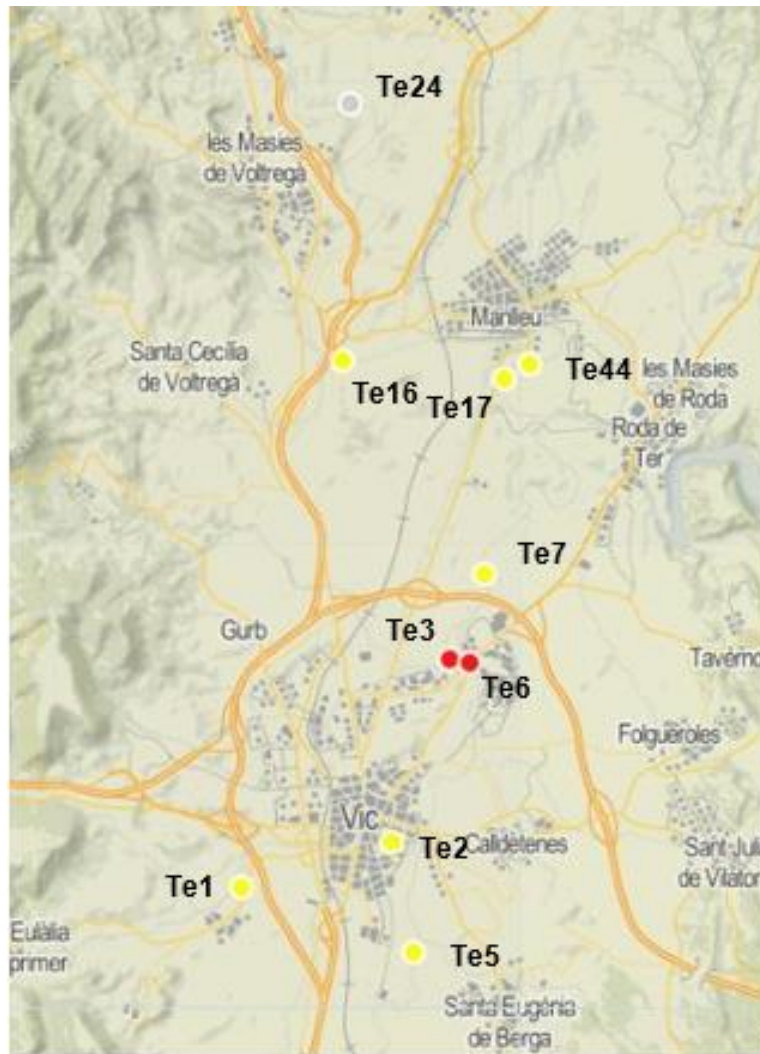 Te24
les Masies
de Voltregà
Manlleu
Santa Cecília
de Voltregà
Te16
Te17
Te44
les Masies
de Roda
Roda de
Ter
Te7
Gurb
Te3
Te6
Taverno
Folgueroles
Vic
Te2
Calldetenes
Sant Juli
de Vilator
Te1
Eulàlia
primer
Te5
Santa Eugènia
de Berga